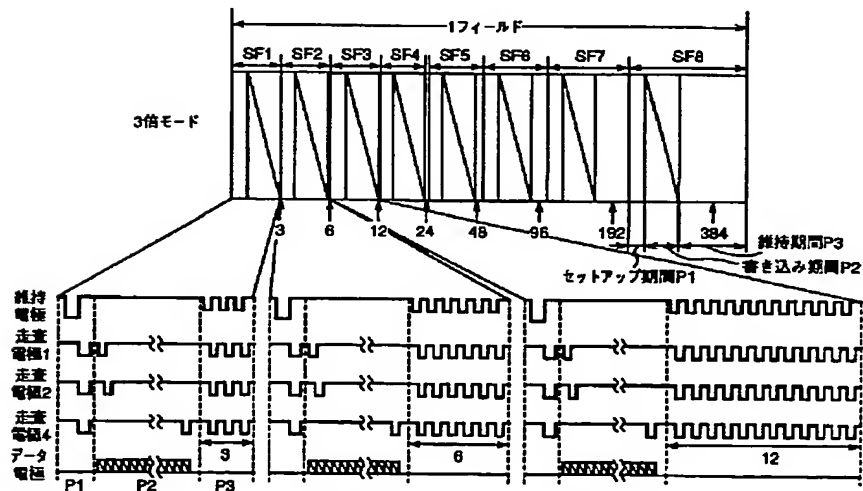 1フィールド
SF1 SF2 SF3 SF4 SF5 SF6 SF7 SF8
3倍モード
3 6 12 24 48 96 192 384
維持期間P3
書き込み期間P2
セットアップ期間P1
維持
電極
走査
電極1
走査
電極2
走査
電極4
3 6 12
データ
電極
P1 P2 P3